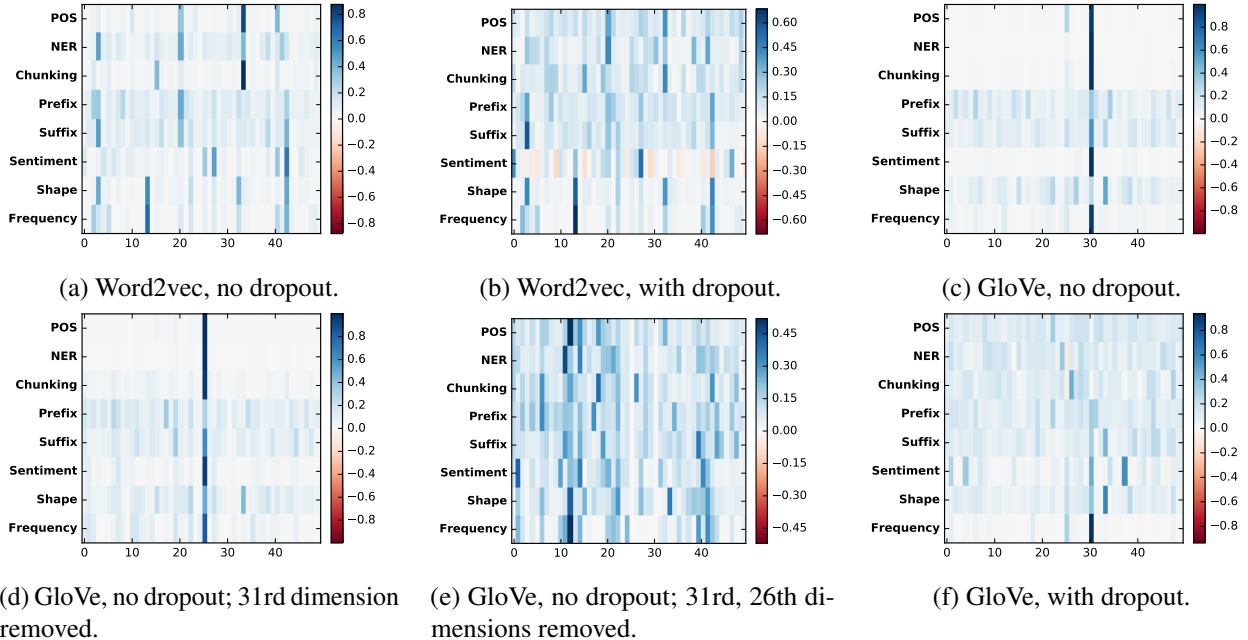 POS
NER
Chunking
Prefix
Suffix
Sentiment
Shape
Frequency
0 10 20 30 40
0.8
0.6
0.4
0.2
0.0
−0.2
−0.4
−0.6
−0.8
(a) Word2vec, no dropout.
POS
NER
Chunking
Prefix
Suffix
Sentiment
Shape
Frequency
0 10 20 30 40
0.60
0.45
0.30
0.15
0.00
−0.15
−0.30
−0.45
−0.60
(b) Word2vec, with dropout.
POS
NER
Chunking
Prefix
Suffix
Sentiment
Shape
Frequency
0 10 20 30 40
0.8
0.6
0.4
0.2
0.0
−0.2
−0.4
−0.6
−0.8
(c) GloVe, no dropout.
POS
NER
Chunking
Prefix
Suffix
Sentiment
Shape
Frequency
0 10 20 30 40
0.8
0.6
0.4
0.2
0.0
−0.2
−0.4
−0.6
−0.8
(d) GloVe, no dropout; 31rd dimension
removed.
POS
NER
Chunking
Prefix
Suffix
Sentiment
Shape
Frequency
0 10 20 30 40
0.45
0.30
0.15
0.00
−0.15
−0.30
−0.45
(e) GloVe, no dropout; 31rd, 26th di-
mensions removed.
POS
NER
Chunking
Prefix
Suffix
Sentiment
Shape
Frequency
0 10 20 30 40
0.8
0.6
0.4
0.2
0.0
−0.2
−0.4
−0.6
−0.8
(f) GloVe, with dropout.